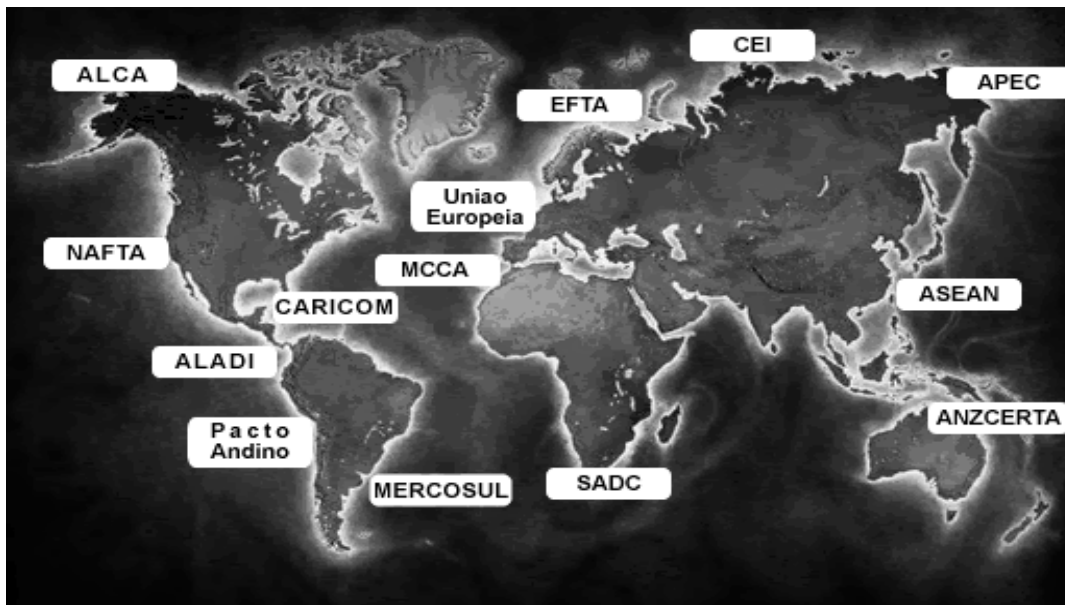 CEI
ALCA
APEC
EFTA
Uniao
Europeia
NAFTA
MCCA
ASEAN
CARICOM
ALADI
ANZCERTA
Pacto
Andino
SADC
MERCOSUL